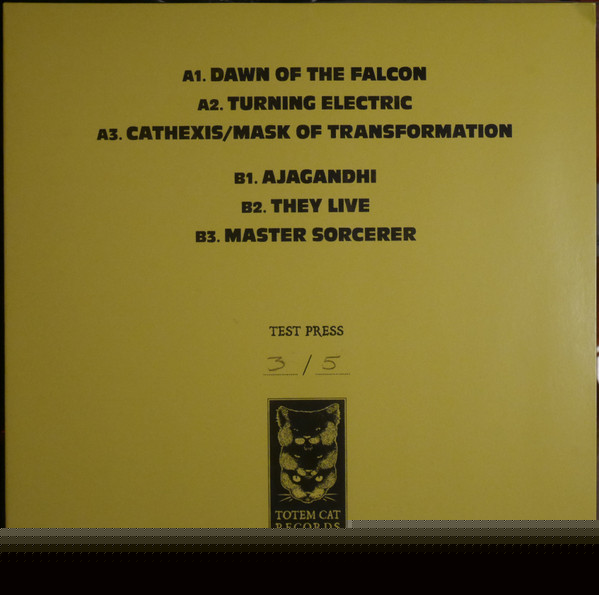 A1. DAWN OF THE FALCON
A2. TURNING ELECTRIC
A3. CATHEXIS/MASK OF TRANSFORMATION
B1. AJAGANDHI
B2. THEY LIVE
B3. MASTER SORCERER
TEST PRESS
3 / 5
TOTEM CAT
RECORDS